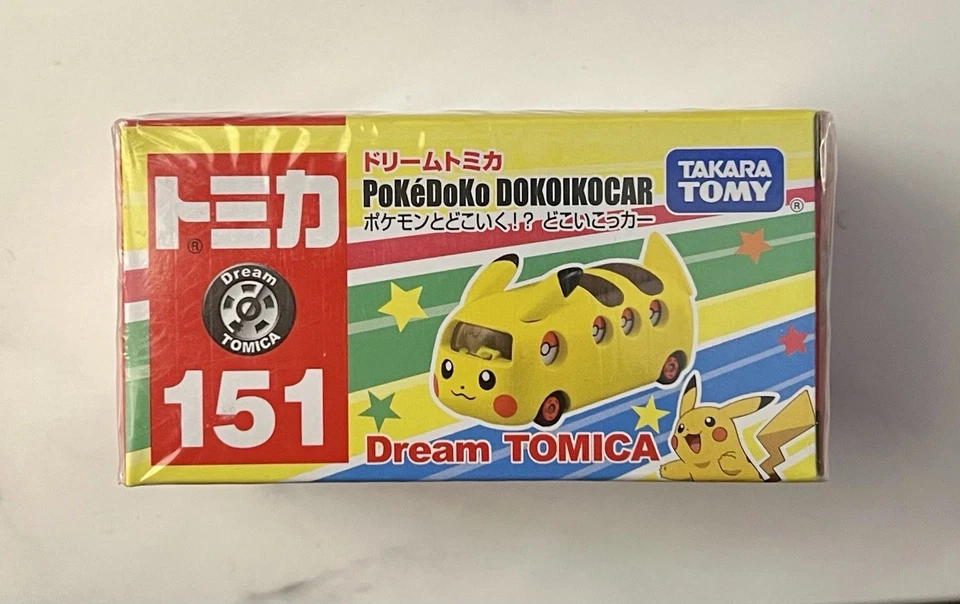 トミカ
®
Dream
TOMICA
151
ドリームトミカ
PoKéDoKo DOKOIKOCAR
ポケモンとどこいく!? どこいこっカー
TAKARA
TOMY
®
Dream TOMICA